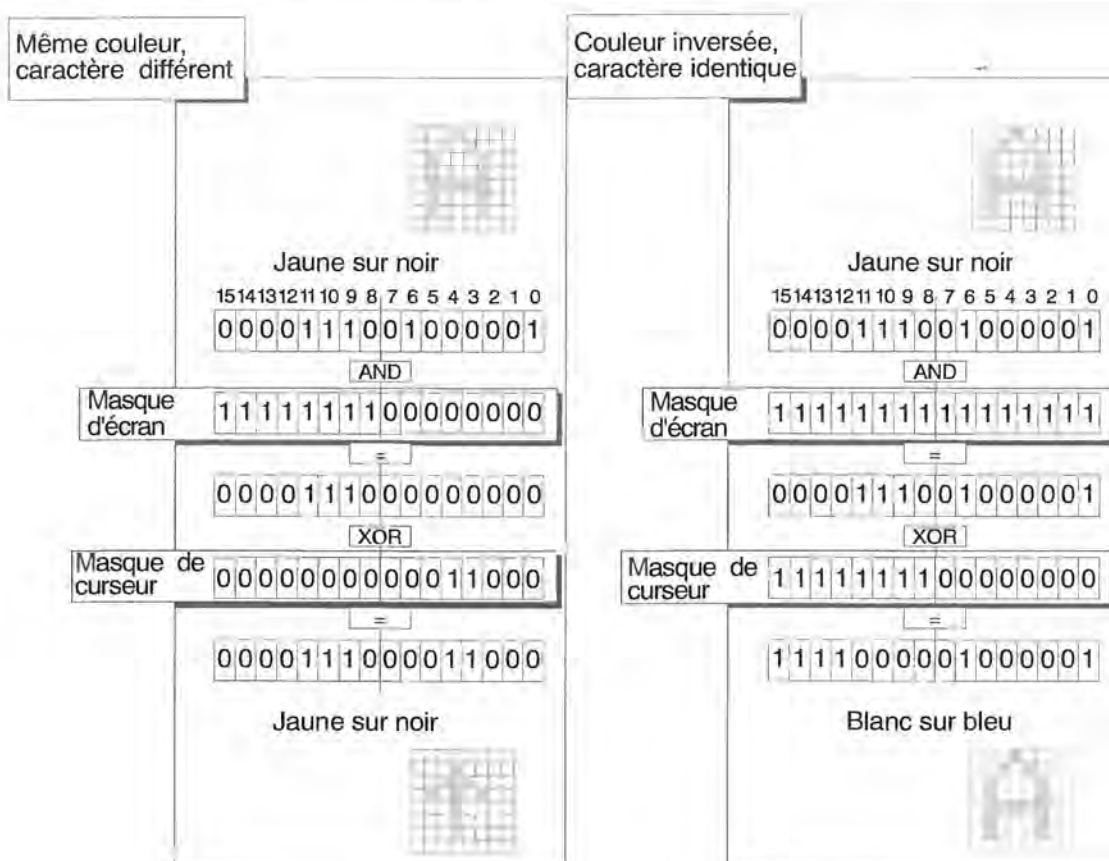 Même couleur,
caractère différent
Jaune sur noir
15 14 13 12 11 10 9 8 7 6 5 4 3 2 1 0
0 0 0 0 1 1 1 0 0 1 0 0 0 0 0 1
AND
Masque
d'écran
1 1 1 1 1 1 1 1 0 0 0 0 0 0 0 0
=
0 0 0 0 1 1 1 0 0 0 0 0 0 0 0 0
XOR
Masque de
curseur
0 0 0 0 0 0 0 0 0 0 0 1 1 0 0 0
=
0 0 0 0 1 1 1 0 0 0 0 1 1 0 0 0
Jaune sur noir
Couleur inversée,
caractère identique
Jaune sur noir
15 14 13 12 11 10 9 8 7 6 5 4 3 2 1 0
0 0 0 0 1 1 1 0 0 1 0 0 0 0 0 1
AND
Masque
d'écran
1 1 1 1 1 1 1 1 1 1 1 1 1 1 1 1
=
0 0 0 0 1 1 1 0 0 1 0 0 0 0 0 1
XOR
Masque de
curseur
1 1 1 1 1 1 1 1 0 0 0 0 0 0 0 0
=
1 1 1 1 0 0 0 0 0 1 0 0 0 0 0 1
Blanc sur bleu